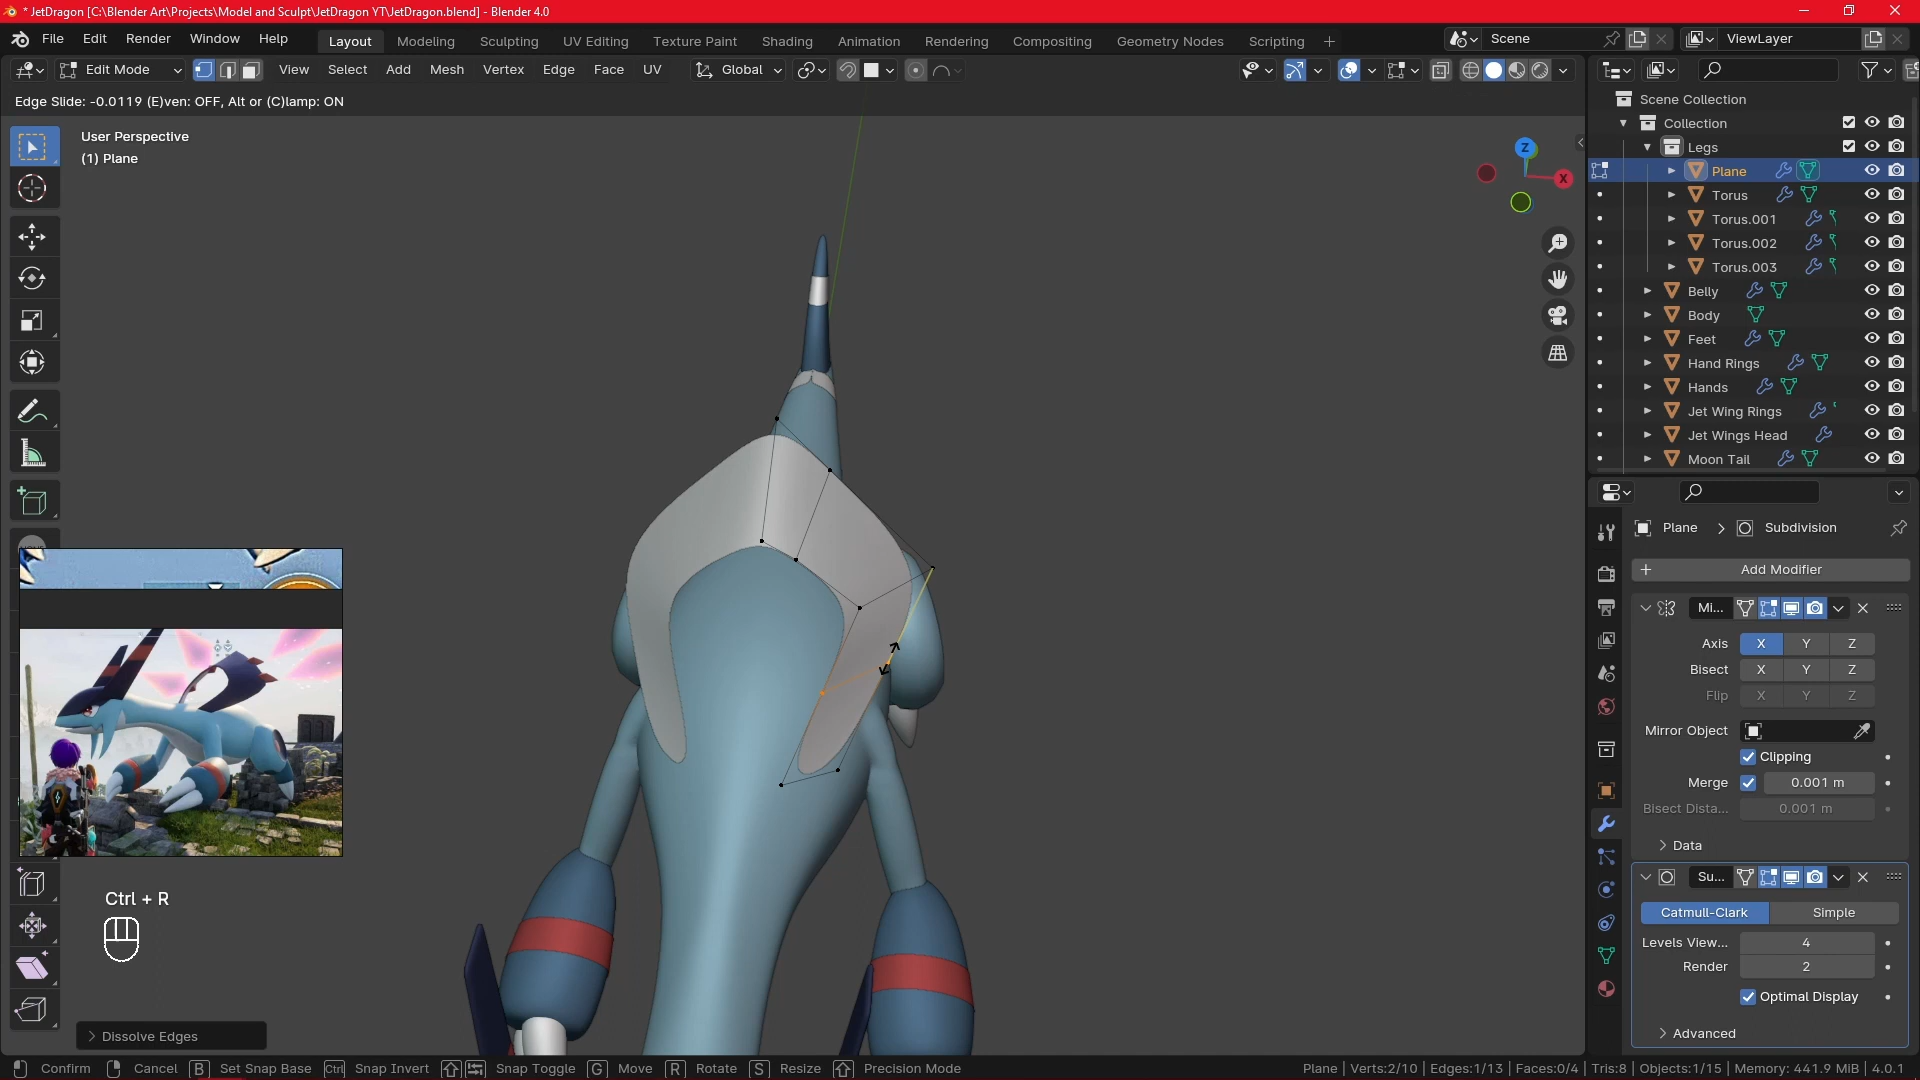 * JetDragon [C:\Blender Art\Projects\Model and Sculpt\JetDragon YT\JetDragon.blend] - Blender 4.0
File Edit Render Window Help Layout Modeling Sculpting UV Editing Texture Paint Shading Animation Rendering Compositing Geometry Nodes Scripting + Scene ViewLayer
Edit Mode View Select Add Mesh Vertex Edge Face UV Global
Edge Slide: -0.0119 (E)ven: OFF, Alt or (C)lamp: ON
User Perspective
(1) Plane
Z
X
Ctrl + R
Dissolve Edges
Scene Collection
Collection
Legs
Plane
Torus
Torus.001
Torus.002
Torus.003
Belly
Body
Feet
Hand Rings
Hands
Jet Wing Rings
Jet Wings Head
Moon Tail
Plane > Subdivision
+ Add Modifier
Mi...
Axis X Y Z
Bisect X Y Z
Flip X Y Z
Mirror Object
Clipping
Merge 0.001 m
Bisect Dista... 0.001 m
Data
Su...
Catmull-Clark Simple
Levels View... 4
Render 2
Optimal Display
Advanced
Confirm Cancel B Set Snap Base Ctrl Snap Invert Snap Toggle G Move R Rotate S Resize Precision Mode Plane | Verts:2/10 | Edges:1/13 | Faces:0/4 | Tris:8 | Objects:1/15 | Memory: 441.9 MiB | 4.0.1